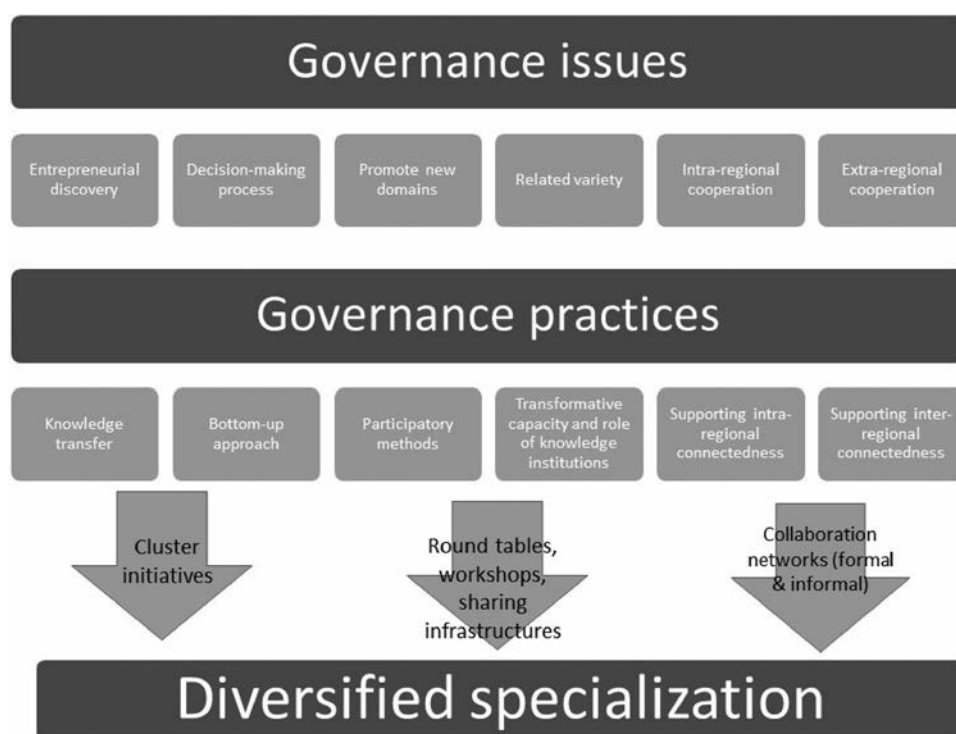 Governance issues
Entrepreneurial
discovery
Decision-making
process
Promote new
domains
Related variety
Intra-regional
cooperation
Extra-regional
cooperation
Governance practices
Knowledge
transfer
Bottom-up
approach
Participatory
methods
Transformative
capacity and role
of knowledge
institutions
Supporting intra-
regional
connectedness
Supporting inter-
regional
connectedness
Cluster
initiatives
Round tables,
workshops,
sharing
infrastructures
Collaboration
networks (formal
& informal)
Diversified specialization